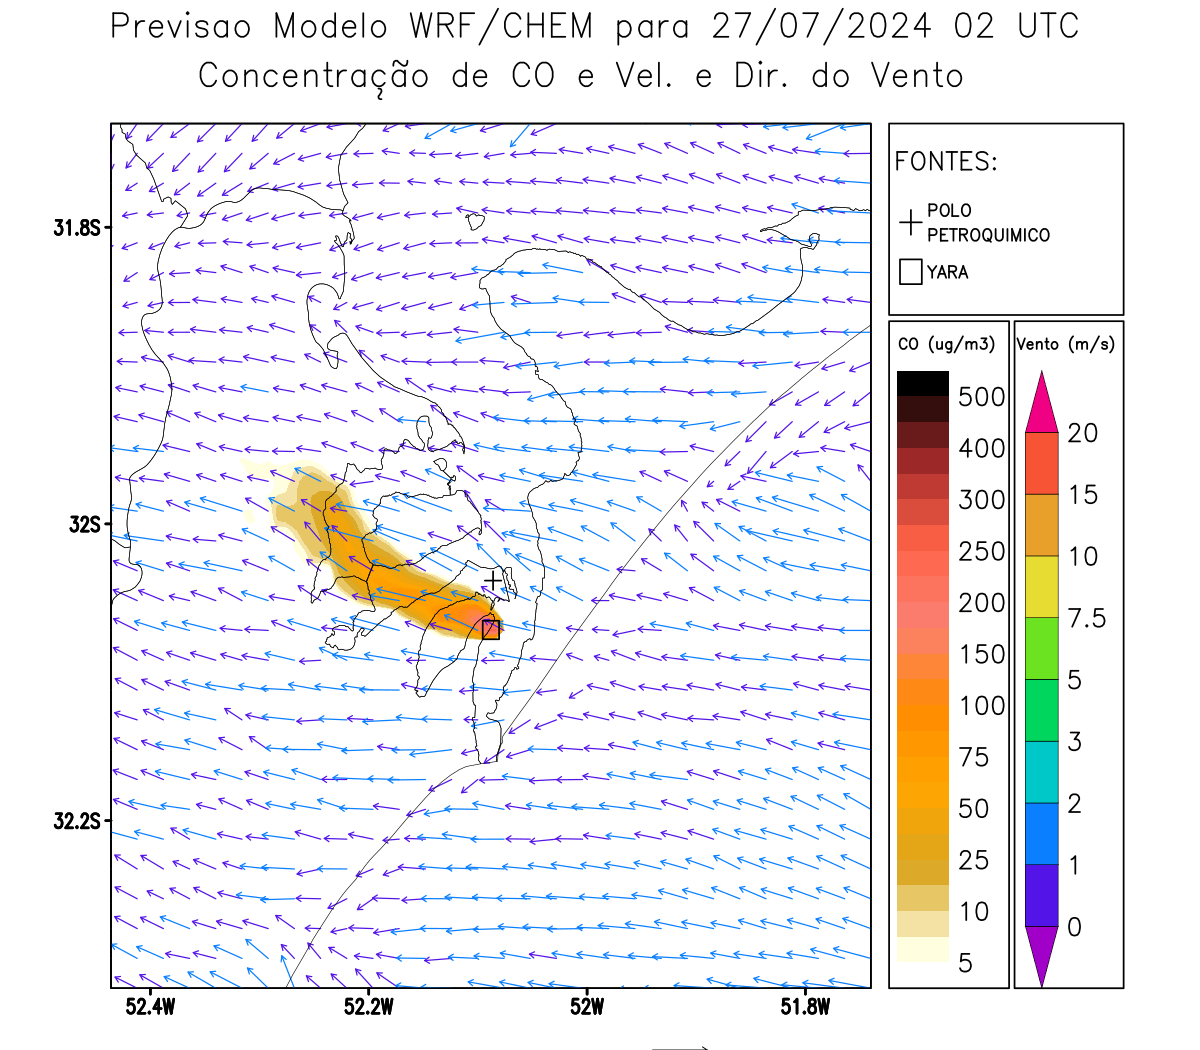 Previsao Modelo WRF/CHEM para 27/07/2024 02 UTC
Concentração de CO e Vel. e Dir. do Vento
FONTES:
POLO
PETROQUIMICO
YARA
CO (ug/m3)
500
400
300
250
200
150
100
75
50
25
10
5
Vento (m/s)
20
15
10
7.5
5
3
2
1
0
31.8S
32S
32.2S
52.4W
52.2W
52W
51.8W